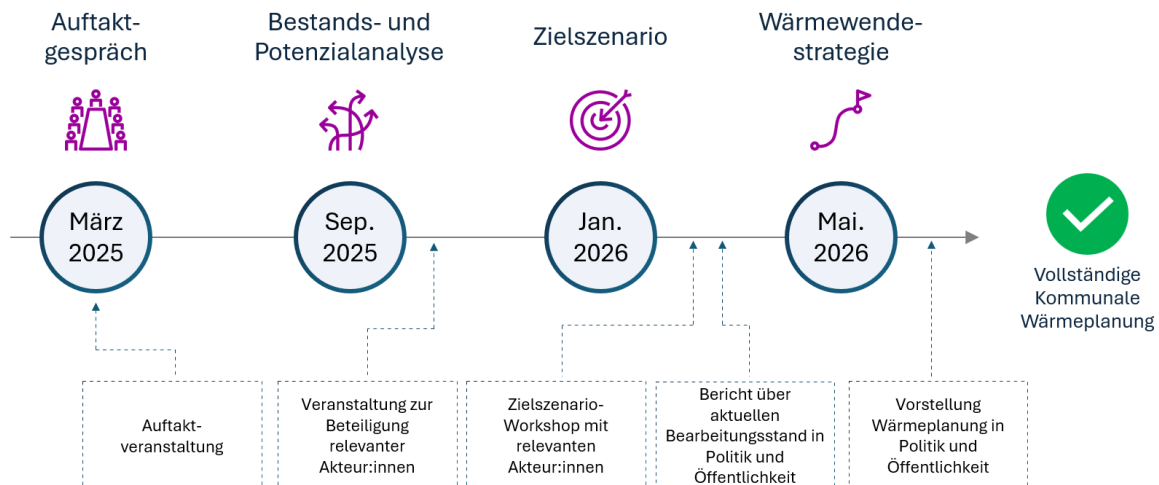 Auftakt-
gespräch
Bestands- und
Potenzialanalyse
Zielszenario
Wärmewende-
strategie
März
2025
Sep.
2025
Jan.
2026
Mai.
2026
Vollständige
Kommunale
Wärmeplanung
Auftakt-
veranstaltung
Veranstaltung zur
Beteiligung
relevanter
Akteur:innen
Zielszenario-
Workshop mit
relevanten
Akteur:innen
Bericht über
aktuellen
Bearbeitungsstand in
Politik und
Öffentlichkeit
Vorstellung
Wärmeplanung in
Politik und
Öffentlichkeit